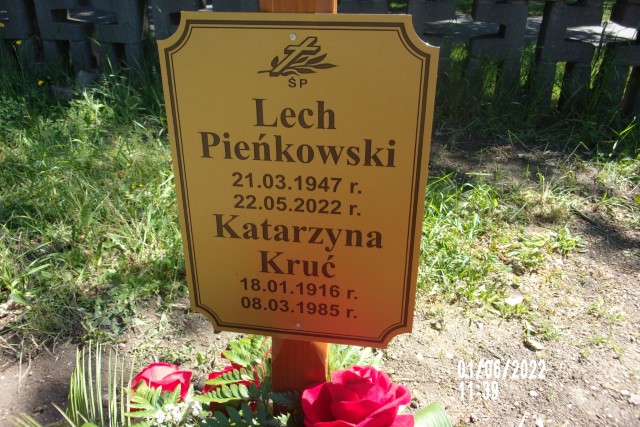 ŚP
Lech
Pieńkowski
21.03.1947 r.
22.05.2022 r.
Katarzyna
Kruć
18.01.1916 r.
08.03.1985 r.
01/06/2022
11:39